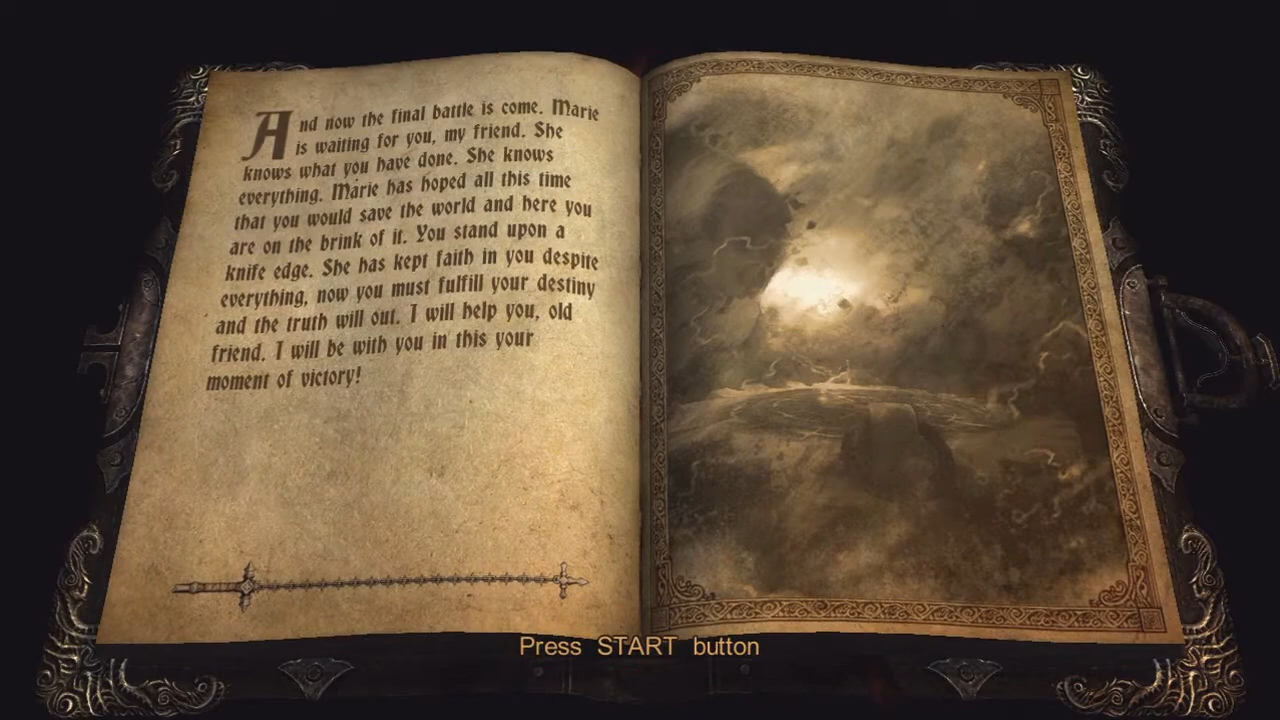 And now the final battle is come. Marie
is waiting for you, my friend. She
knows what you have done. She knows
everything. Marie has hoped all this time
that you would save the world and here you
are on the brink of it. You stand upon a
knife edge. She has kept faith in you despite
everything, now you must fulfill your destiny
and the truth will out. I will help you, old
friend. I will be with you in this your
moment of victory!
Press START button